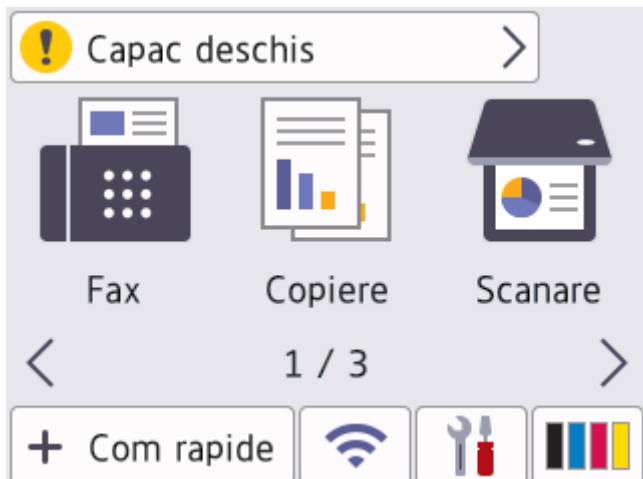 Capac deschis
Fax
Copiere
Scanare
1 / 3
+ Com rapide